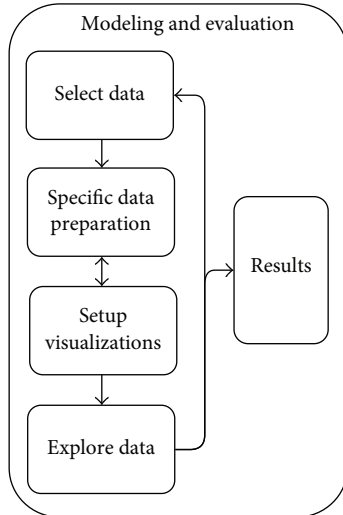 Modeling and evaluation
Select data
Specific data
preparation
Setup
visualizations
Explore data
Results